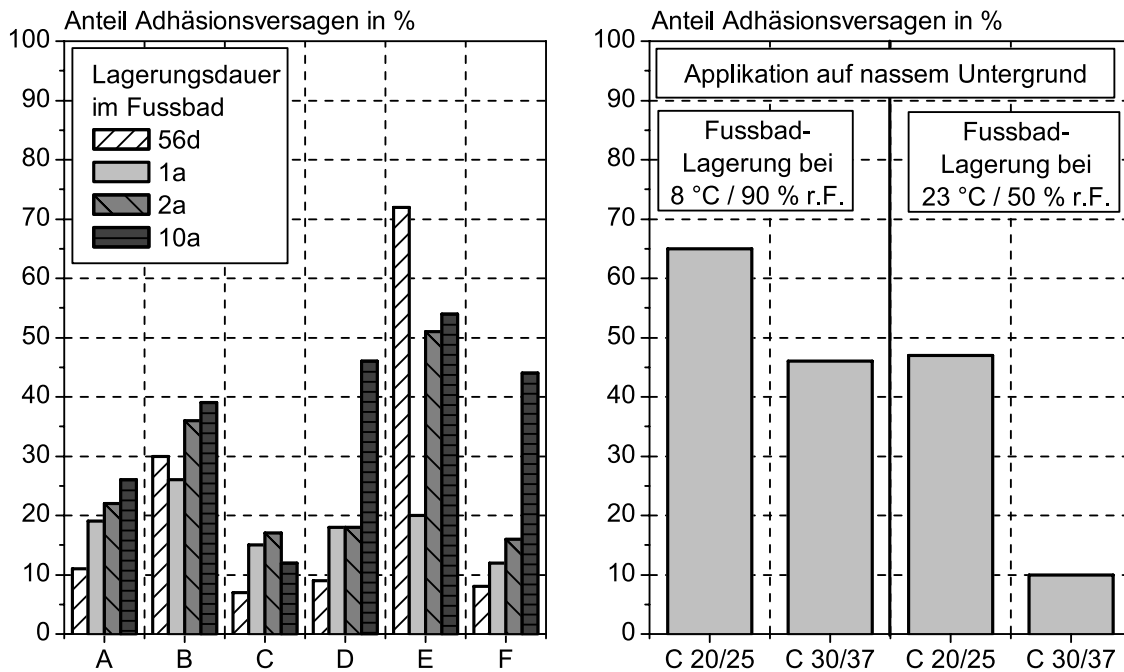 Anteil Adhäsionsversagen in %
100
90
80
70
60
50
40
30
20
10
0
Lagerungsdauer
im Fussbad
56d
1a
2a
10a
A B C D E F
Anteil Adhäsionsversagen in %
100
90
80
70
60
50
40
30
20
10
0
Applikation auf nassem Untergrund
Fussbad-
Lagerung bei
8 °C / 90 % r.F.
Fussbad-
Lagerung bei
23 °C / 50 % r.F.
C 20/25 C 30/37 C 20/25 C 30/37